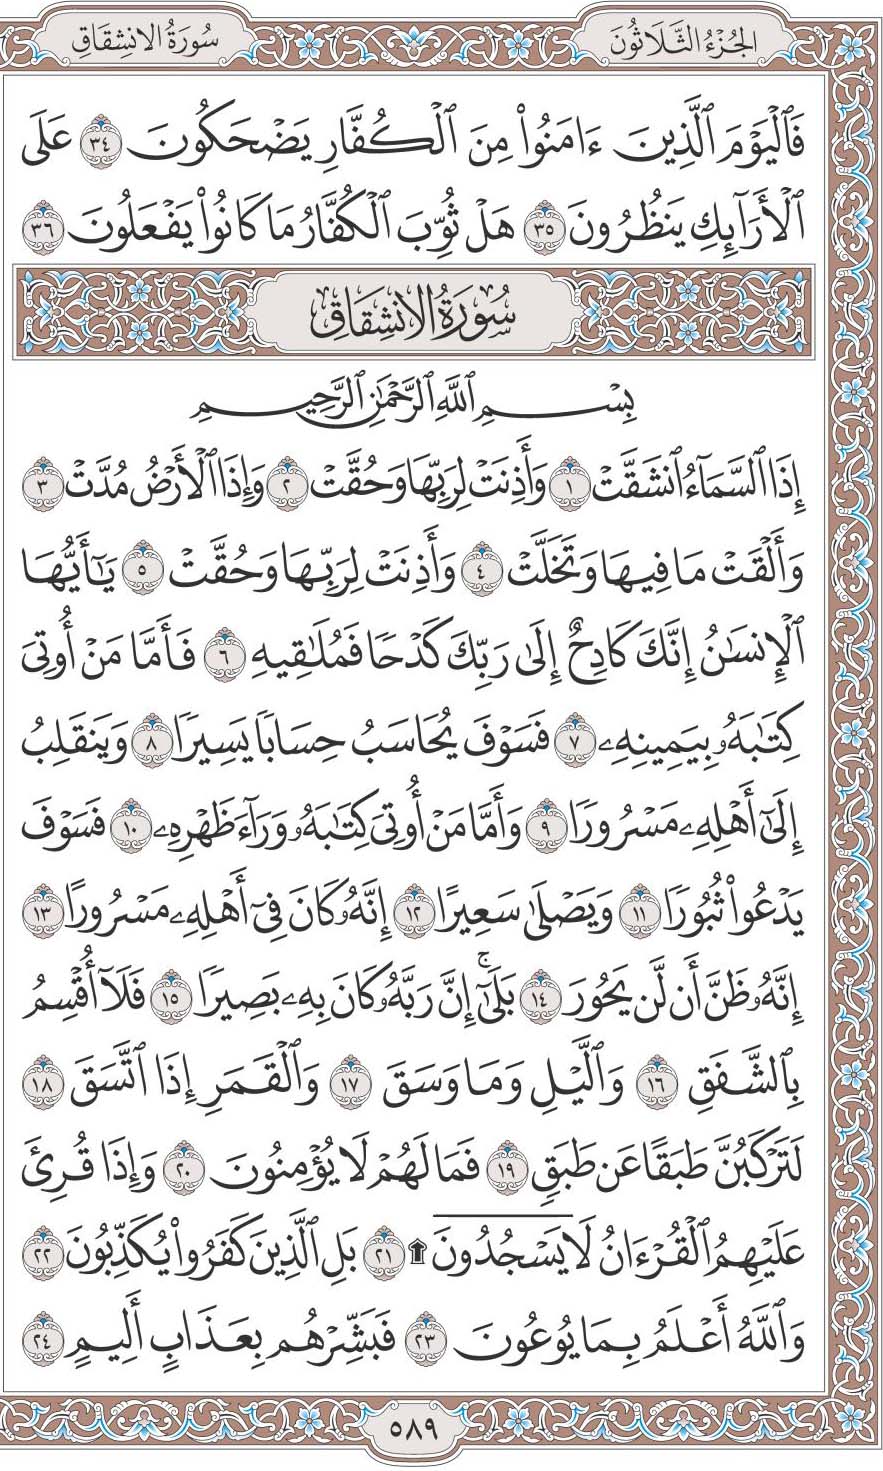 الجُزْءُ الثَّلَاثُونَ
سُورَةُ الانشِقَاقِ
فَٱلْيَوْمَ ٱلَّذِينَ ءَامَنُوا۟ مِنَ ٱلْكُفَّارِ يَضْحَكُونَ ٣٤ عَلَى
ٱلْأَرَآئِكِ يَنظُرُونَ ٣٥ هَلْ ثُوِّبَ ٱلْكُفَّارُ مَا كَانُوا۟ يَفْعَلُونَ ٣٦
سُورَةُ الانشِقَاقِ
بِسْمِ ٱللَّهِ ٱلرَّحْمَٰنِ ٱلرَّحِيمِ
إِذَا ٱلسَّمَآءُ ٱنشَقَّتْ ١ وَأَذِنَتْ لِرَبِّهَا وَحُقَّتْ ٢ وَإِذَا ٱلْأَرْضُ مُدَّتْ ٣
وَأَلْقَتْ مَا فِيهَا وَتَخَلَّتْ ٤ وَأَذِنَتْ لِرَبِّهَا وَحُقَّتْ ٥ يَٰٓأَيُّهَا
ٱلْإِنسَٰنُ إِنَّكَ كَادِحٌ إِلَىٰ رَبِّكَ كَدْحًا فَمُلَٰقِيهِ ٦ فَأَمَّا مَنْ أُوتِىَ
كِتَٰبَهُۥ بِيَمِينِهِۦ ٧ فَسَوْفَ يُحَاسَبُ حِسَابًا يَسِيرًا ٨ وَيَنقَلِبُ
إِلَىٰٓ أَهْلِهِۦ مَسْرُورًا ٩ وَأَمَّا مَنْ أُوتِىَ كِتَٰبَهُۥ وَرَآءَ ظَهْرِهِۦ ١٠ فَسَوْفَ
يَدْعُوا۟ ثُبُورًا ١١ وَيَصْلَىٰ سَعِيرًا ١٢ إِنَّهُۥ كَانَ فِىٓ أَهْلِهِۦ مَسْرُورًا ١٣
إِنَّهُۥ ظَنَّ أَن لَّن يَحُورَ ١٤ بَلَىٰٓۚ إِنَّ رَبَّهُۥ كَانَ بِهِۦ بَصِيرًا ١٥ فَلَآ أُقْسِمُ
بِٱلشَّفَقِ ١٦ وَٱلَّيْلِ وَمَا وَسَقَ ١٧ وَٱلْقَمَرِ إِذَا ٱتَّسَقَ ١٨
لَتَرْكَبُنَّ طَبَقًا عَن طَبَقٍ ١٩ فَمَا لَهُمْ لَا يُؤْمِنُونَ ٢٠ وَإِذَا قُرِئَ
عَلَيْهِمُ ٱلْقُرْءَانُ لَا يَسْجُدُونَ ۩ ٢١ بَلِ ٱلَّذِينَ كَفَرُوا۟ يُكَذِّبُونَ ٢٢
وَٱللَّهُ أَعْلَمُ بِمَا يُوعُونَ ٢٣ فَبَشِّرْهُم بِعَذَابٍ أَلِيمٍ ٢٤
٥٨٩